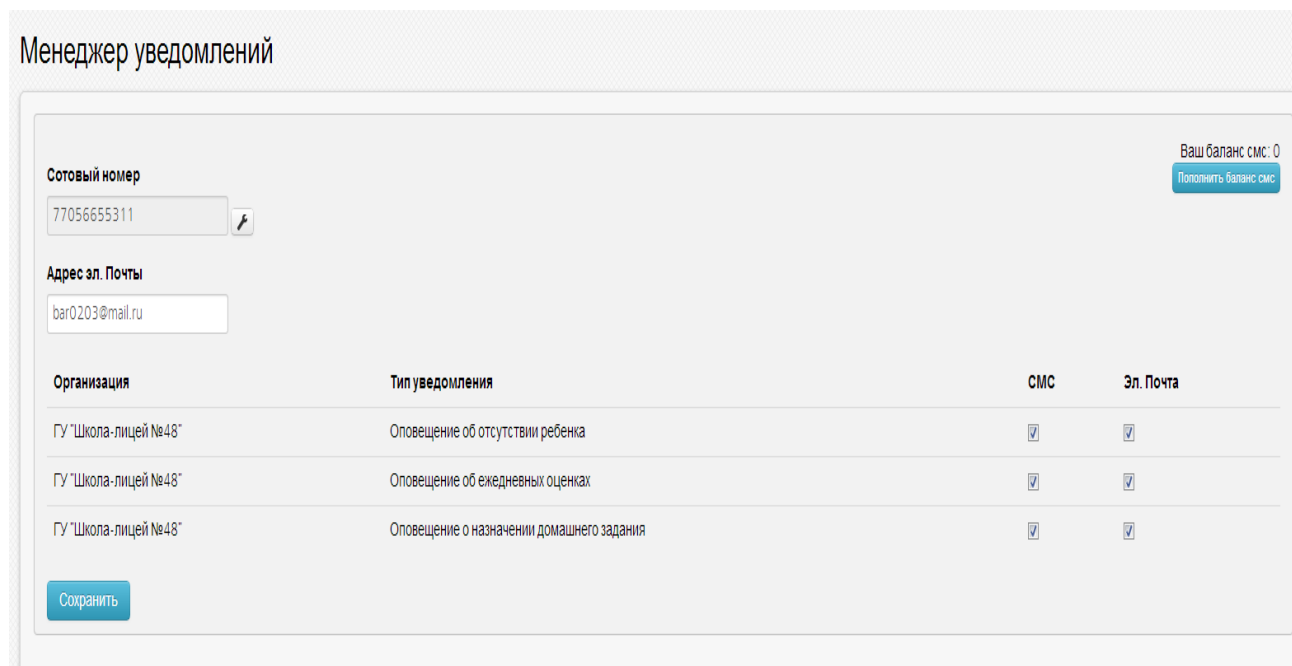 Менеджер уведомлений
Ваш баланс смс: 0
Пополнить баланс смс
Сотовый номер
77056655311
Адрес эл. Почты
bar0203@mail.ru
Организация Тип уведомления СМС Эл. Почта
ГУ "Школа-лицей №48" Оповещение об отсутствии ребенка
ГУ "Школа-лицей №48" Оповещение об ежедневных оценках
ГУ "Школа-лицей №48" Оповещение о назначении домашнего задания
Сохранить